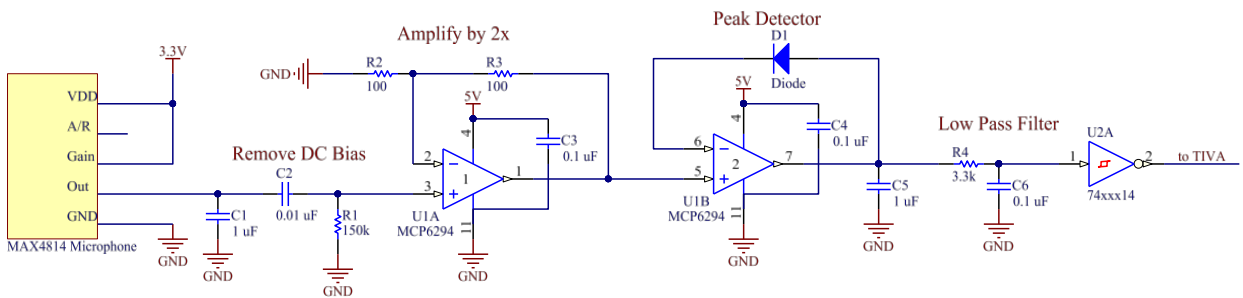 Peak Detector
Amplify by 2x
D1
Diode
3.3V
GND
R2
100
R3
100
5V
5V
VDD
A/R
Gain
Out
GND
MAX4814 Microphone
GND
Remove DC Bias
C1
1 uF
GND
C2
0.01 uF
R1
150k
GND
4
2
3
1
1
11
U1A
MCP6294
GND
C3
0.1 uF
4
6
5
2
7
11
U1B
MCP6294
GND
C4
0.1 uF
C5
1 uF
GND
Low Pass Filter
R4
3.3k
C6
0.1 uF
GND
U2A
1
2
74xxx14
to TIVA